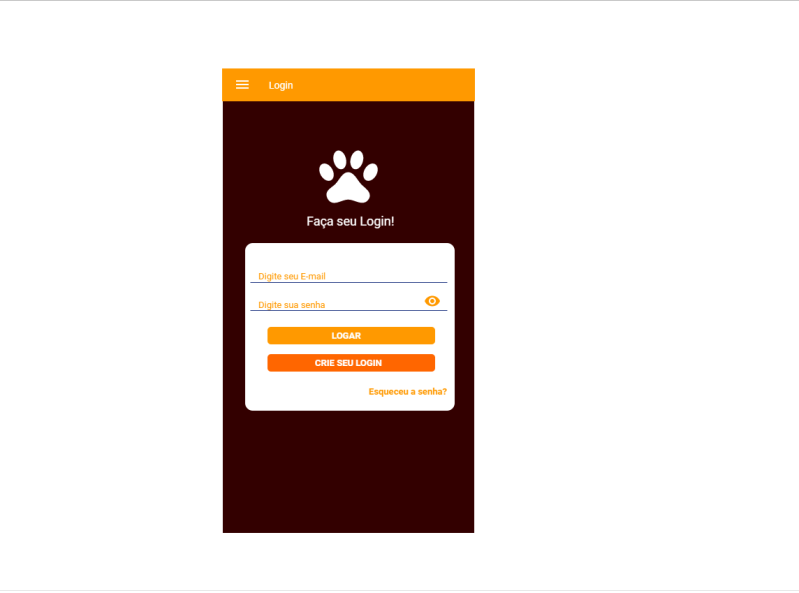 Login
Faça seu Login!
Digite seu E-mail
Digite sua senha
LOGAR
CRIE SEU LOGIN
Esqueceu a senha?